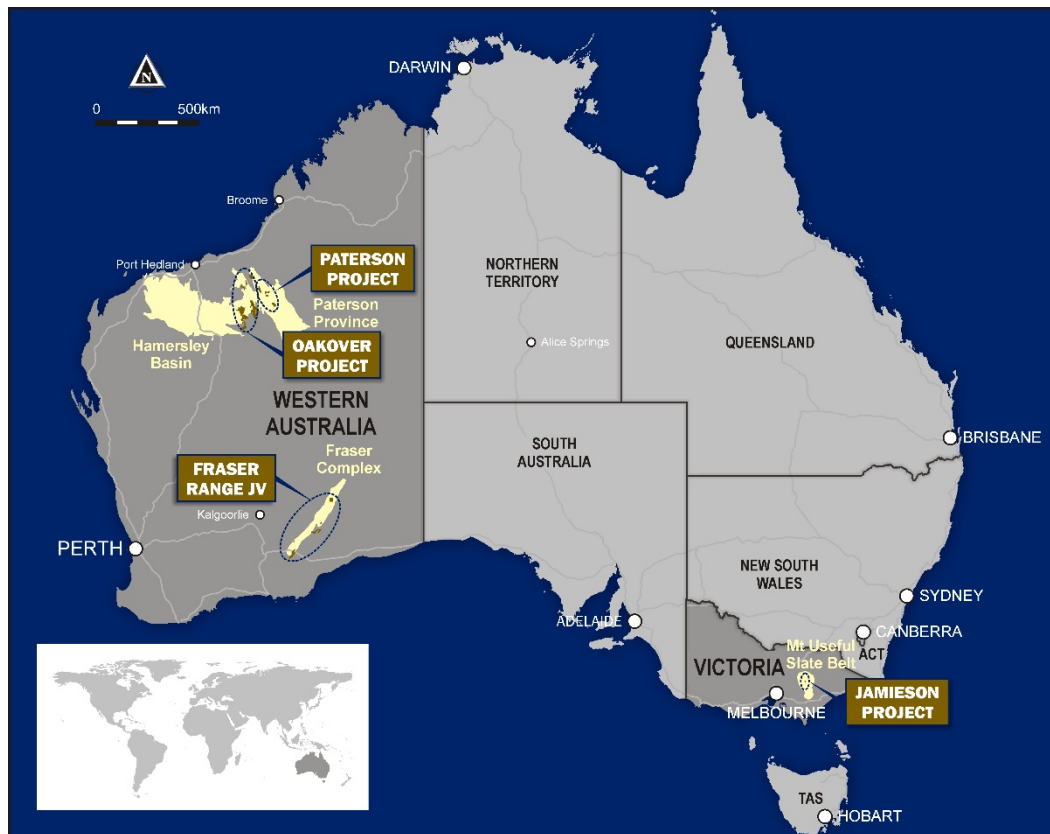 DARWIN
N
0 500km
Broome
Port Hedland
PATERSON
PROJECT
Paterson
Province
Hamersley
Basin
OAKOVER
PROJECT
NORTHERN
TERRITORY
Alice Springs
QUEENSLAND
WESTERN
AUSTRALIA
SOUTH
AUSTRALIA
BRISBANE
Fraser
Complex
FRASER
RANGE JV
Kalgoorlie
PERTH
NEW SOUTH
WALES
SYDNEY
ADELAIDE
CANBERRA
ACT
Mt Useful
Slate Belt
VICTORIA
JAMIESON
PROJECT
MELBOURNE
TAS
HOBART